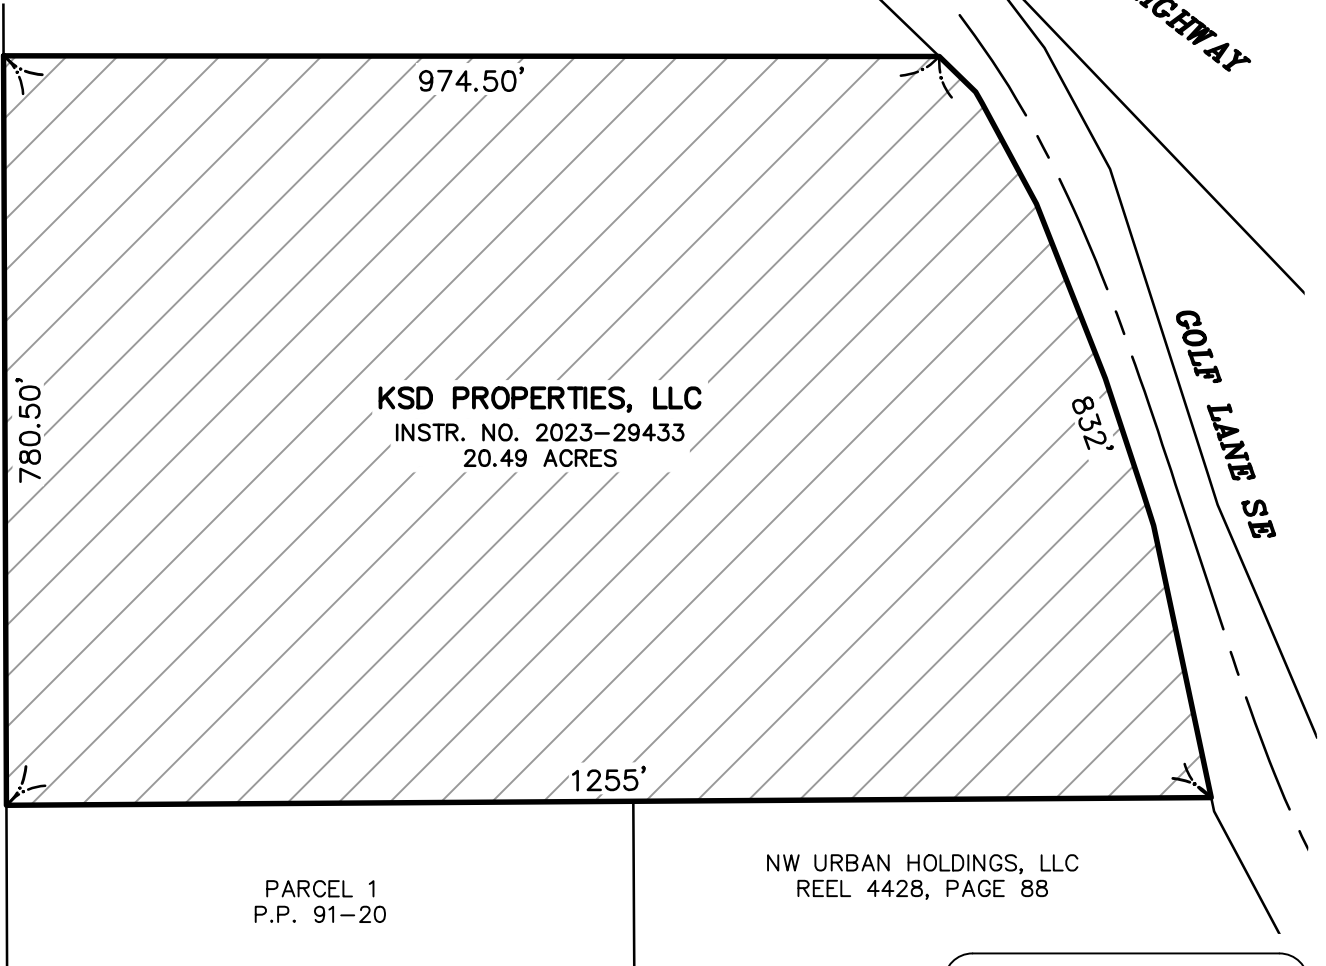 HIGHWAY
974.50'
GOLF LANE SE
780.50'
KSD PROPERTIES, LLC
INSTR. NO. 2023-29433
20.49 ACRES
832'
1255'
PARCEL 1
P.P. 91-20
NW URBAN HOLDINGS, LLC
REEL 4428, PAGE 88